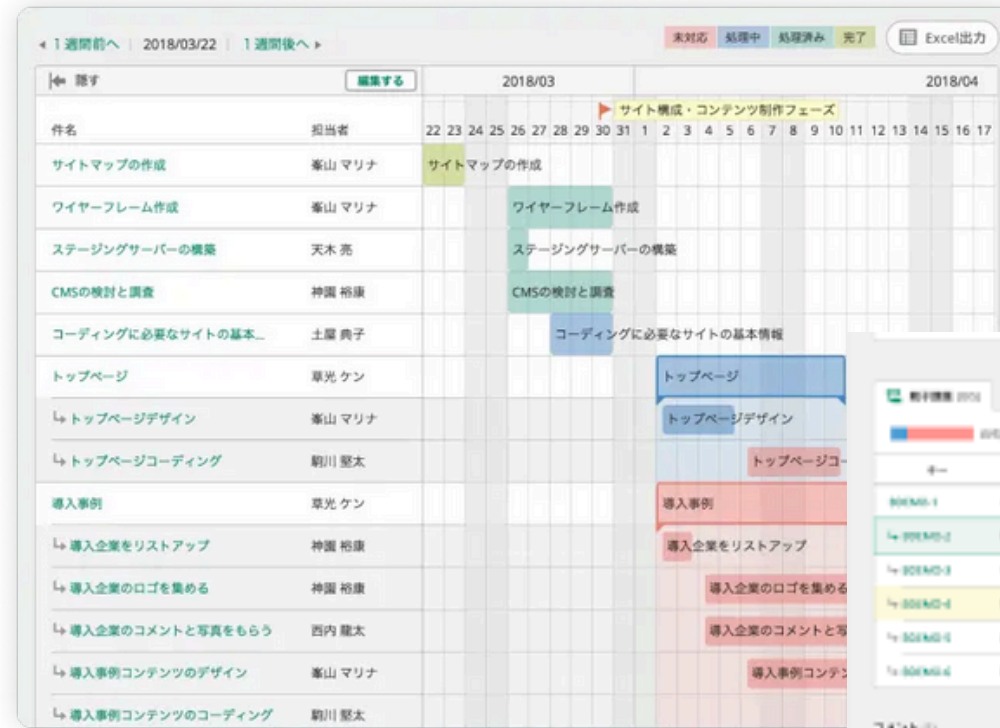 1 週間前へ 2018/03/22 1 週間後へ
未対応 処理中 処理済み 完了 Excel出力
隠す 編集する 2018/03 2018/04
サイト構成・コンテンツ制作フェーズ
件名 担当者 22 23 24 25 26 27 28 29 30 31 1 2 3 4 5 6 7 8 9 10 11 12 13 14 15 16 17
サイトマップの作成 峯山 マリナ サイトマップの作成
ワイヤーフレーム作成 峯山 マリナ ワイヤーフレーム作成
ステージングサーバーの構築 天木 亮 ステージングサーバーの構築
CMSの検討と調査 神園 裕康 CMSの検討と調査
コーディングに必要なサイトの基本... 土屋 典子 コーディングに必要なサイトの基本情報
トップページ 草光 ケン トップページ
トップページデザイン 峯山 マリナ トップページデザイン
トップページコーディング 駒川 堅太 トップページコー
導入事例 草光 ケン 導入事例
導入企業をリストアップ 神園 裕康 導入企業をリストアップ
導入企業のロゴを集める 神園 裕康 導入企業のロゴを集める
導入企業のコメントと写真をもらう 西内 龍太 導入企業のコメントと写
導入事例コンテンツのデザイン 峯山 マリナ 導入事例コンテン
導入事例コンテンツのコーディング 駒川 堅太
キー